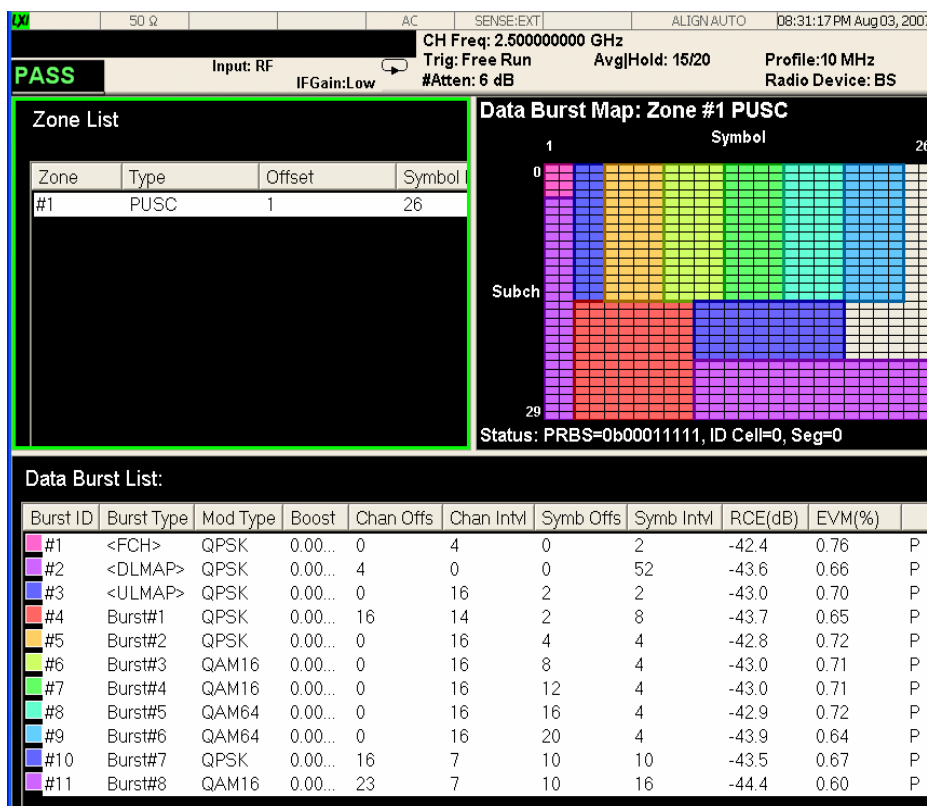 LXI 50 Ω AC SENSE:EXT ALIGN AUTO 08:31:17 PM Aug 03, 2007
CH Freq: 2.500000000 GHz
PASS Input: RF IFGain:Low Trig: Free Run Avg|Hold: 15/20 Profile:10 MHz
#Atten: 6 dB Radio Device: BS
Zone List
Zone Type Offset Symbol
#1 PUSC 1 26
Data Burst Map: Zone #1 PUSC
Symbol
1 26
0
Subch
29
Status: PRBS=0b00011111, ID Cell=0, Seg=0
Data Burst List:
Burst ID Burst Type Mod Type Boost Chan Offs Chan Intvl Symb Offs Symb Intvl RCE(dB) EVM(%)
#1 <FCH> QPSK 0.00... 0 4 0 2 -42.4 0.76 P
#2 <DLMAP> QPSK 0.00... 4 0 0 52 -43.6 0.66 P
#3 <ULMAP> QPSK 0.00... 0 16 2 2 -43.0 0.70 P
#4 Burst#1 QPSK 0.00... 16 14 2 8 -43.7 0.65 P
#5 Burst#2 QPSK 0.00... 0 16 4 4 -42.8 0.72 P
#6 Burst#3 QAM16 0.00... 0 16 8 4 -43.0 0.71 P
#7 Burst#4 QAM16 0.00... 0 16 12 4 -43.0 0.71 P
#8 Burst#5 QAM64 0.00... 0 16 16 4 -42.9 0.72 P
#9 Burst#6 QAM64 0.00... 0 16 20 4 -43.9 0.64 P
#10 Burst#7 QPSK 0.00... 16 7 10 10 -43.5 0.67 P
#11 Burst#8 QAM16 0.00... 23 7 10 16 -44.4 0.60 P